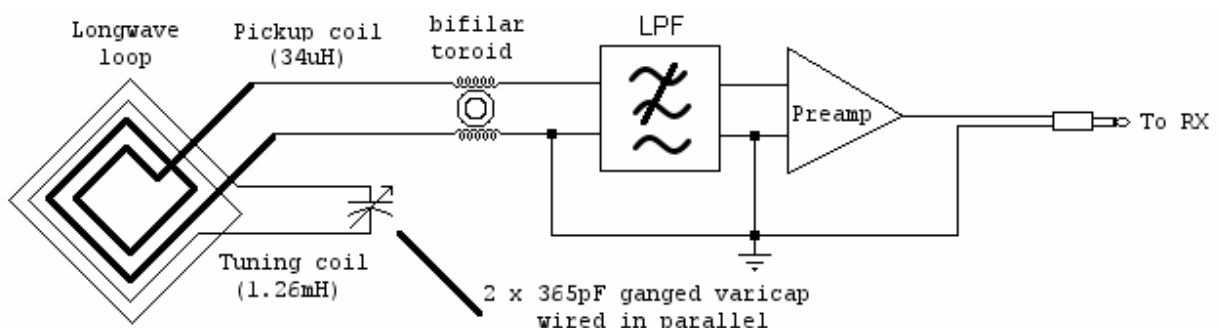 Longwave
loop
Pickup coil
(34uH)
bifilar
toroid
LPF
Preamp
To RX
Tuning coil
(1.26mH)
2 x 365pF ganged varicap
wired in parallel